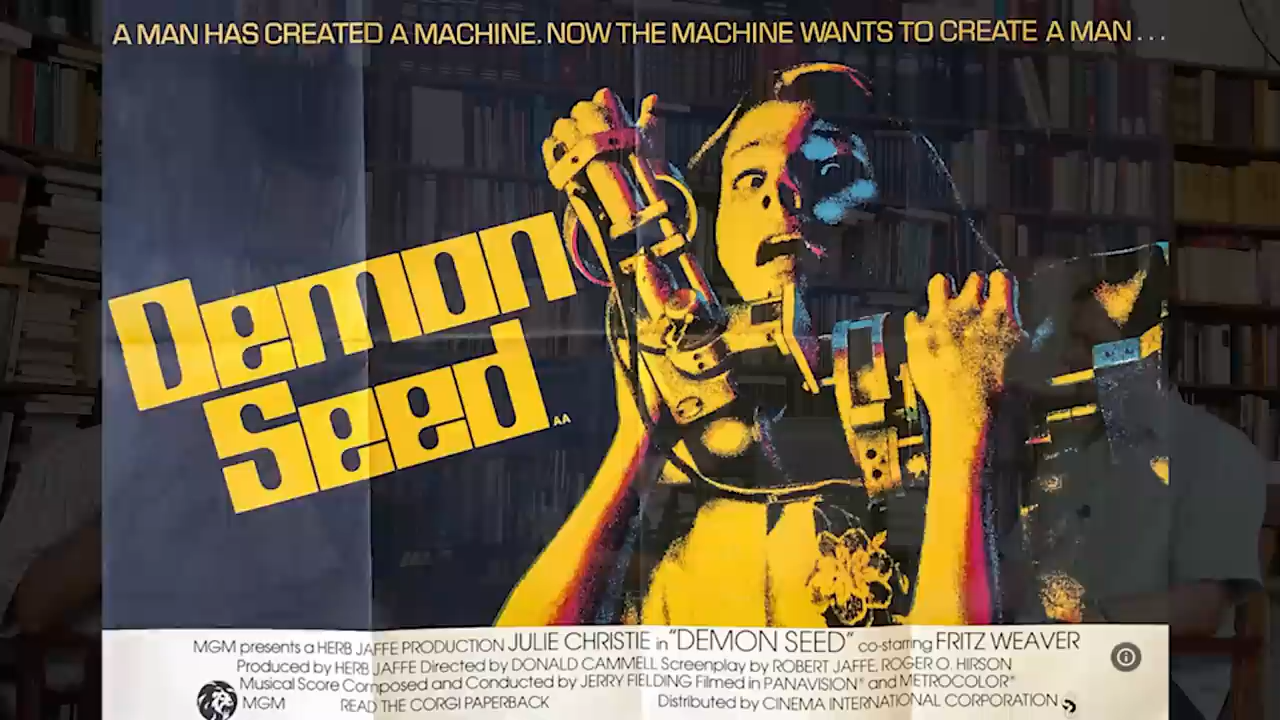 A MAN HAS CREATED A MACHINE. NOW THE MACHINE WANTS TO CREATE A MAN...
Demon
Seed
AA
MGM presents a HERB JAFFE PRODUCTION JULIE CHRISTIE in "DEMON SEED" co-starring FRITZ WEAVER
Produced by HERB JAFFE Directed by DONALD CAMMELL Screenplay by ROBERT JAFFE, ROGER O. HIRSON
Musical Score Composed and Conducted by JERRY FIELDING Filmed in PANAVISION® and METROCOLOR®
MGM READ THE CORGI PAPERBACK Distributed by CINEMA INTERNATIONAL CORPORATION